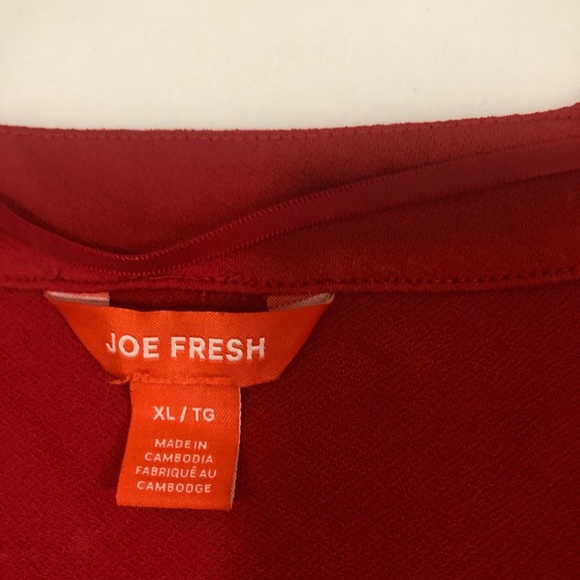 JOE FRESH
XL / TG
MADE IN
CAMBODIA
FABRIQUÉ AU
CAMBODGE